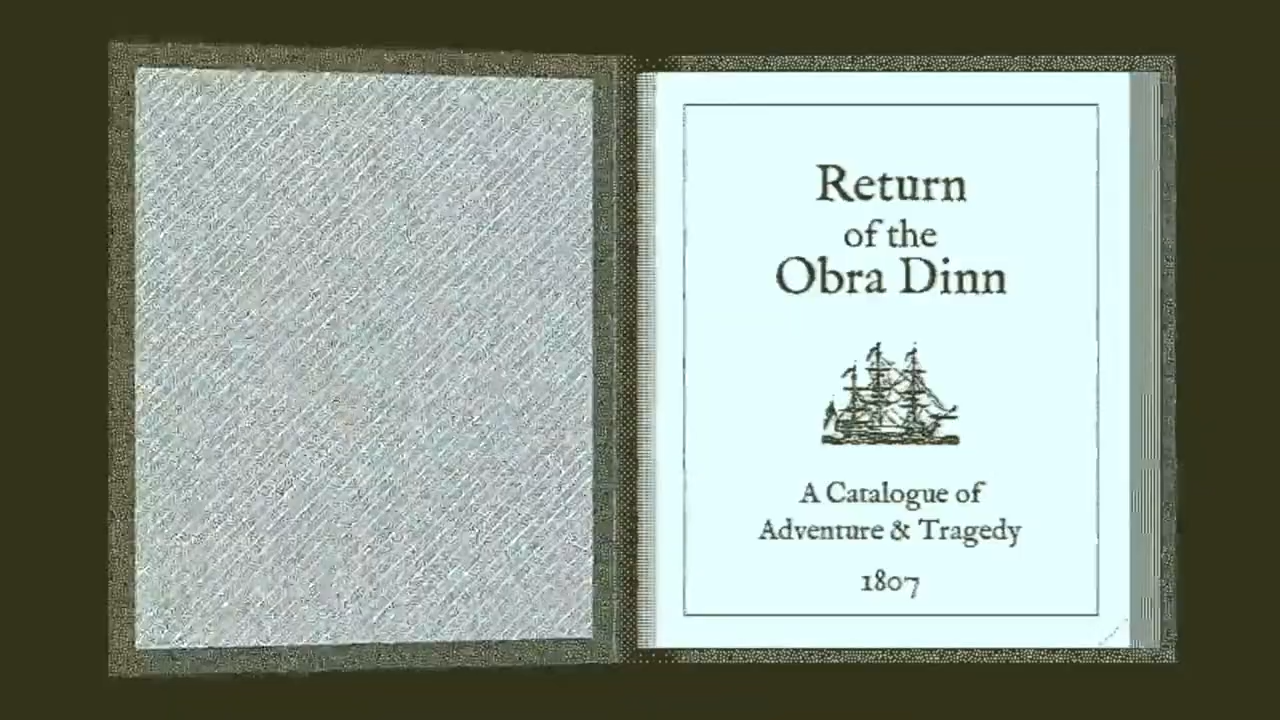 Return
of the
Obra Dinn
A Catalogue of
Adventure & Tragedy
1807